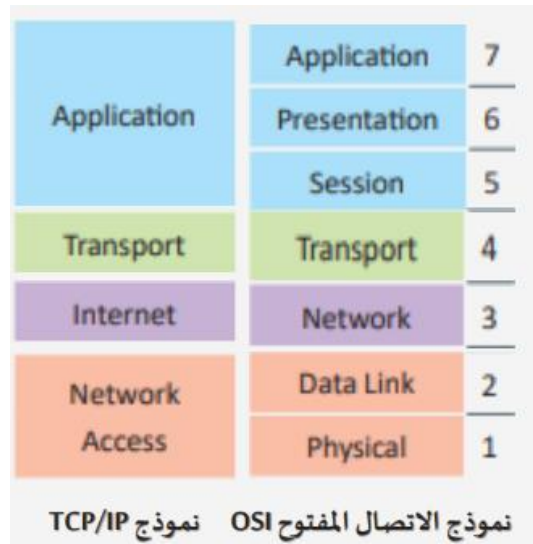 Application
Transport
Internet
Network
Access
Application 7
Presentation 6
Session 5
Transport 4
Network 3
Data Link 2
Physical 1
نموذج الاتصال المفتوح OSI
نموذج TCP/IP